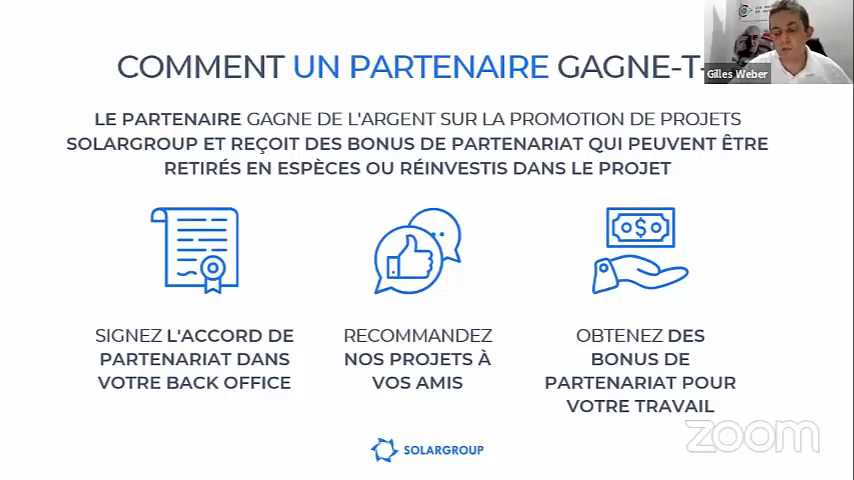 COMMENT UN PARTENAIRE GAGNE-T-
Gilles Weber
LE PARTENAIRE GAGNE DE L'ARGENT SUR LA PROMOTION DE PROJETS
SOLARGROUP ET REÇOIT DES BONUS DE PARTENARIAT QUI PEUVENT ÊTRE
RETIRÉS EN ESPÈCES OU RÉINVESTIS DANS LE PROJET
SIGNEZ L'ACCORD DE
PARTENARIAT DANS
VOTRE BACK OFFICE
RECOMMANDEZ
NOS PROJETS À
VOS AMIS
OBTENEZ DES
BONUS DE
PARTENARIAT POUR
VOTRE TRAVAIL
SOLARGROUP
zoom